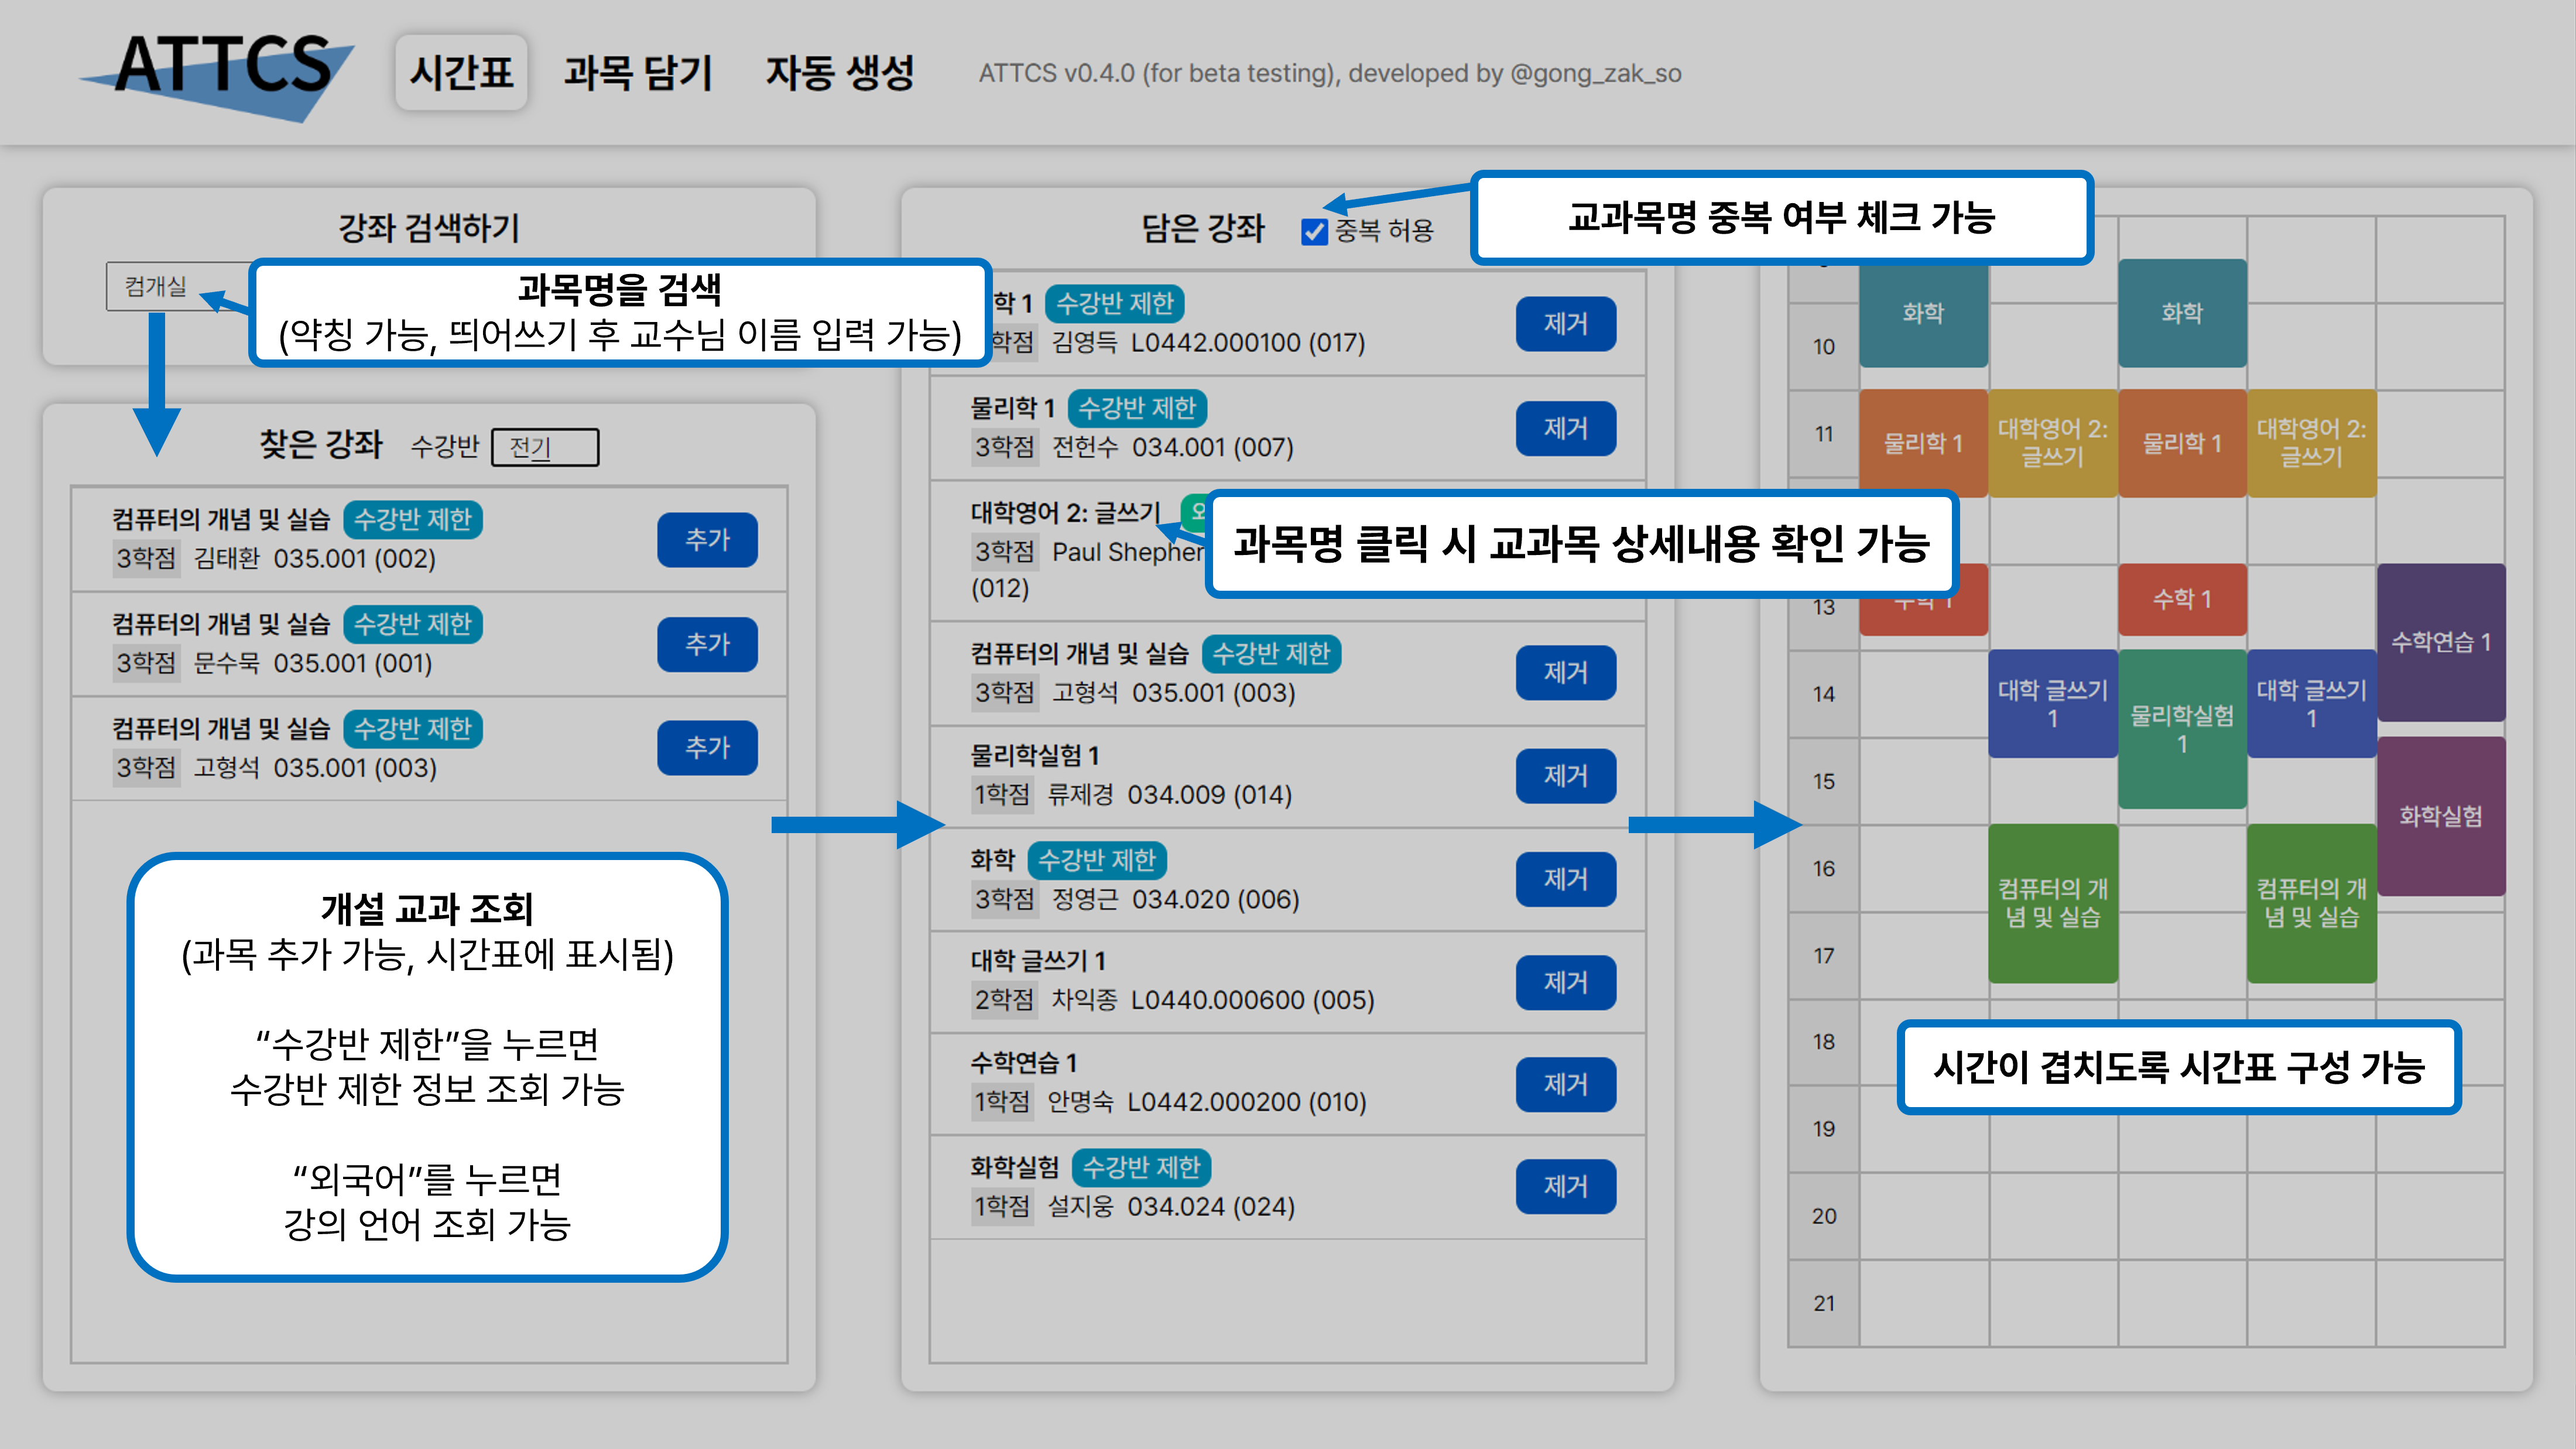 ATTCS
시간표
과목 담기
자동 생성
ATTCS v0.4.0 (for beta testing), developed by @gong_zak_so
강좌 검색하기
컴개실
과목명을 검색
(약칭 가능, 띄어쓰기 후 교수님 이름 입력 가능)
찾은 강좌 수강반 전기
컴퓨터의 개념 및 실습 수강반 제한
3학점 김태환 035.001 (002)
추가
컴퓨터의 개념 및 실습 수강반 제한
3학점 문수묵 035.001 (001)
추가
컴퓨터의 개념 및 실습 수강반 제한
3학점 고형석 035.001 (003)
추가
개설 교과 조회
(과목 추가 가능, 시간표에 표시됨)
“수강반 제한”을 누르면
수강반 제한 정보 조회 가능
“외국어”를 누르면
강의 언어 조회 가능
담은 강좌 중복 허용
교과목명 중복 여부 체크 가능
학 1 수강반 제한
학점 김영득 L0442.000100 (017)
제거
물리학 1 수강반 제한
3학점 전헌수 034.001 (007)
제거
대학영어 2: 글쓰기
3학점 Paul Shepher
(012)
과목명 클릭 시 교과목 상세내용 확인 가능
컴퓨터의 개념 및 실습 수강반 제한
3학점 고형석 035.001 (003)
제거
물리학실험 1
1학점 류제경 034.009 (014)
제거
화학 수강반 제한
3학점 정영근 034.020 (006)
제거
대학 글쓰기 1
2학점 차익종 L0440.000600 (005)
제거
수학연습 1
1학점 안명숙 L0442.000200 (010)
제거
화학실험 수강반 제한
1학점 설지웅 034.024 (024)
제거
화학
화학
10
11
물리학 1
대학영어 2:
글쓰기
물리학 1
대학영어 2:
글쓰기
13
수학 1
수학 1
수학연습 1
14
대학 글쓰기
1
물리학실험
1
대학 글쓰기
1
15
화학실험
16
컴퓨터의 개
념 및 실습
컴퓨터의 개
념 및 실습
17
18
시간이 겹치도록 시간표 구성 가능
19
20
21